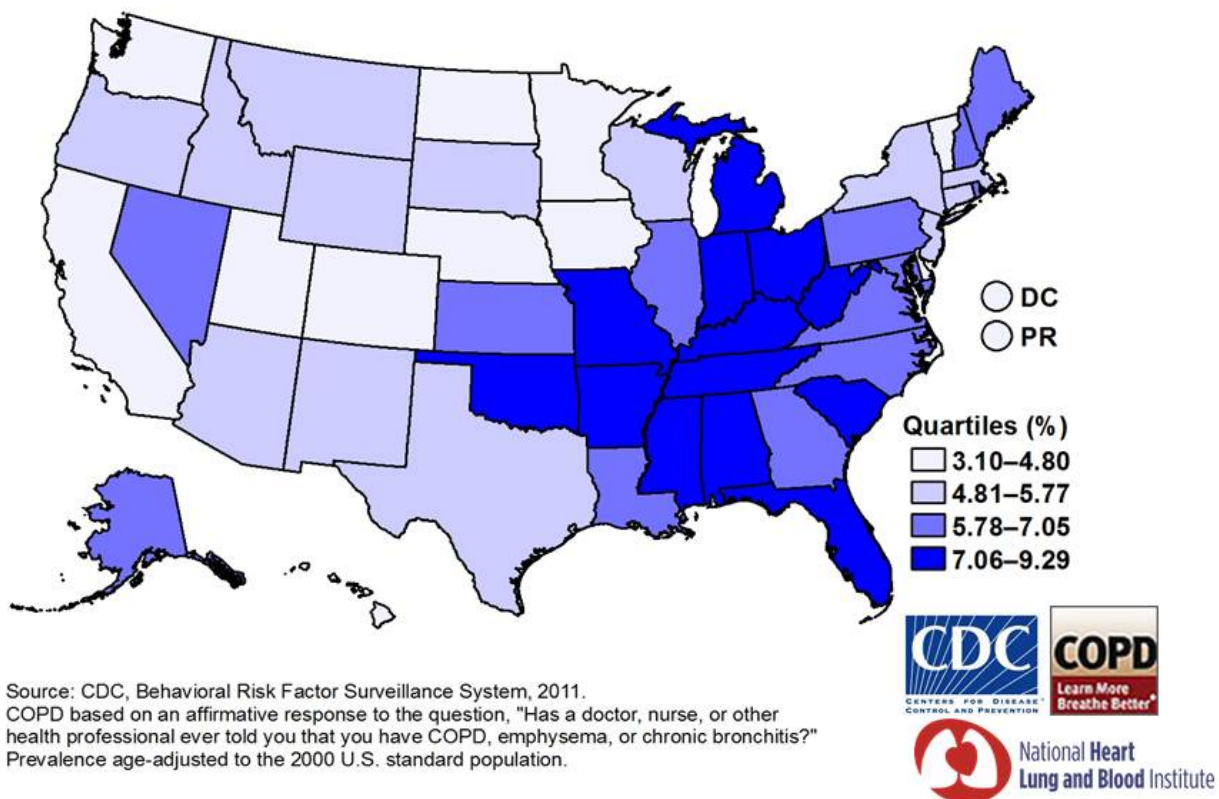 DC
PR
Quartiles (%)
3.10–4.80
4.81–5.77
5.78–7.05
7.06–9.29
Source: CDC, Behavioral Risk Factor Surveillance System, 2011.
COPD based on an affirmative response to the question, "Has a doctor, nurse, or other
health professional ever told you that you have COPD, emphysema, or chronic bronchitis?"
Prevalence age-adjusted to the 2000 U.S. standard population.
CDC
CENTERS FOR DISEASE
CONTROL AND PREVENTION
COPD
Learn More
Breathe Better
National Heart
Lung and Blood Institute